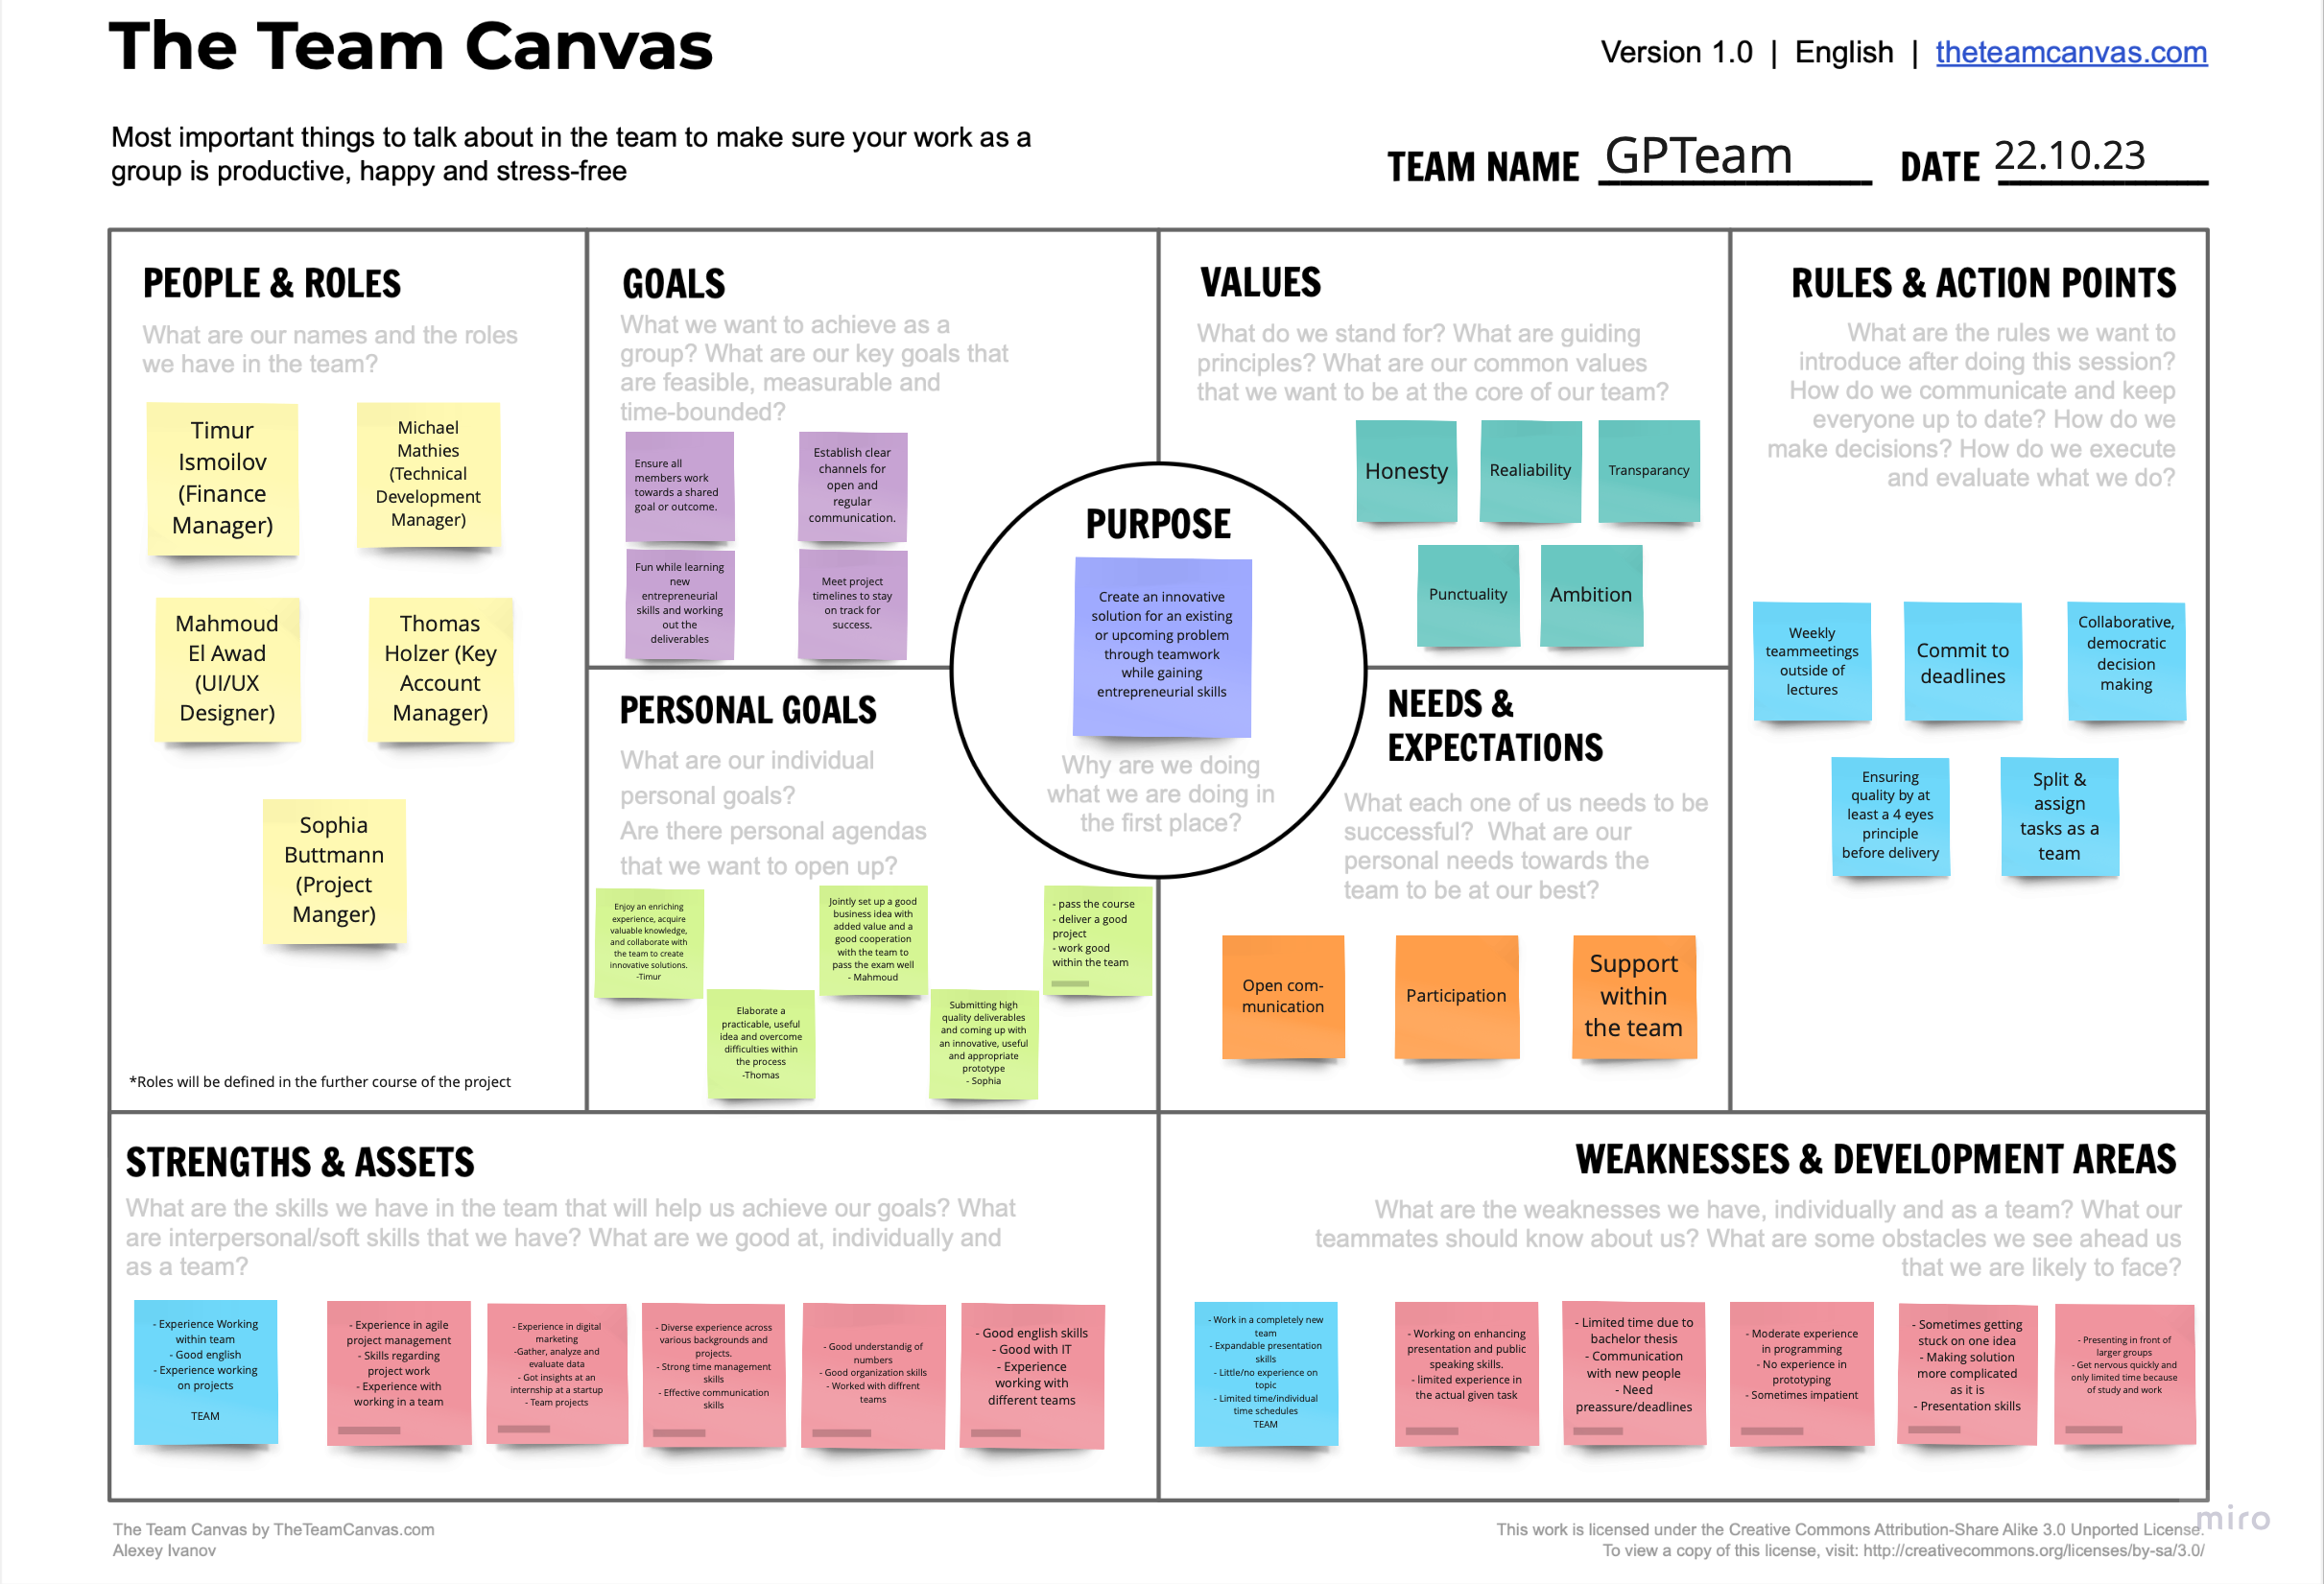 The Team Canvas
Version 1.0 | English | theteamcanvas.com
Most important things to talk about in the team to make sure your work as a
group is productive, happy and stress-free
TEAM NAME GPTeam DATE 22.10.23
PEOPLE & ROLES
What are our names and the roles
we have in the team?
Timur
Ismoilov
(Finance
Manager)
Michael
Mathies
(Technical
Development
Manager)
Mahmoud
El Awad
(UI/UX
Designer)
Thomas
Holzer (Key
Account
Manager)
Sophia
Buttmann
(Project
Manger)
*Roles will be defined in the further course of the project
GOALS
What we want to achieve as a
group? What are our key goals that
are feasible, measurable and
time-bounded?
Ensure all
members work
towards a shared
goal or outcome.
Establish clear
channels for
open and
regular
communication.
Fun while learning
new
entrepreneurial
skills and working
out the
deliverables
Meet project
timelines to stay
on track for
success.
PERSONAL GOALS
What are our individual
personal goals?
Are there personal agendas
that we want to open up?
Enjoy an enriching
experience, acquire
valuable knowledge,
and collaborate with
the team to create
innovative solutions.
-Timur
Elaborate a
practicable, useful
idea and overcome
difficulties within
the process
-Thomas
Jointly set up a good
business idea with
added value and a
good cooperation
with the team to
pass the exam well
- Mahmoud
Submitting high
quality deliverables
and coming up with
an innovative, useful
and appropriate
prototype
- Sophia
- pass the course
- deliver a good
project
- work good
within the team
PURPOSE
Create an innovative
solution for an existing
or upcoming problem
through teamwork
while gaining
entrepreneurial skills
Why are we doing
what we are doing in
the first place?
VALUES
What do we stand for? What are guiding
principles? What are our common values
that we want to be at the core of our team?
Honesty
Realiability
Transparancy
Punctuality
Ambition
NEEDS &
EXPECTATIONS
What each one of us needs to be
successful? What are our
personal needs towards the
team to be at our best?
Open com-
munication
Participation
Support
within
the team
RULES & ACTION POINTS
What are the rules we want to
introduce after doing this session?
How do we communicate and keep
everyone up to date? How do we
make decisions? How do we execute
and evaluate what we do?
Weekly
teammeetings
outside of
lectures
Commit to
deadlines
Collaborative,
democratic
decision
making
Ensuring
quality by at
least a 4 eyes
principle
before delivery
Split &
assign
tasks as a
team
STRENGTHS & ASSETS
What are the skills we have in the team that will help us achieve our goals? What
are interpersonal/soft skills that we have? What are we good at, individually and
as a team?
- Experience Working
within team
- Good english
- Experience working
on projects
TEAM
- Experience in agile
project management
- Skills regarding
project work
- Experience with
working in a team
- Experience in digital
marketing
-Gather, analyze and
evaluate data
- Got insights at an
internship at a startup
- Team projects
- Diverse experience across
various backgrounds and
projects.
- Strong time management
skills
- Effective communication
skills
- Good understandig of
numbers
- Good organization skills
- Worked with diffrent
teams
- Good english skills
- Good with IT
- Experience
working with
different teams
WEAKNESSES & DEVELOPMENT AREAS
What are the weaknesses we have, individually and as a team? What our
teammates should know about us? What are some obstacles we see ahead us
that we are likely to face?
- Work in a completely new
team
- Expandable presentation
skills
- Little/no experience on
topic
- Limited time/individual
time schedules
TEAM
- Working on enhancing
presentation and public
speaking skills.
- limited experience in
the actual given task
- Limited time due to
bachelor thesis
- Communication
with new people
- Need
preassure/deadlines
- Moderate experience
in programming
- No experience in
prototyping
- Sometimes impatient
- Sometimes getting
stuck on one idea
- Making solution
more complicated
as it is
- Presentation skills
- Presenting in front of
larger groups
- Get nervous quickly and
only limited time because
of study and work
The Team Canvas by TheTeamCanvas.com
Alexey Ivanov
This work is licensed under the Creative Commons Attribution-Share Alike 3.0 Unported License.
To view a copy of this license, visit: http://creativecommons.org/licenses/by-sa/3.0/
miro